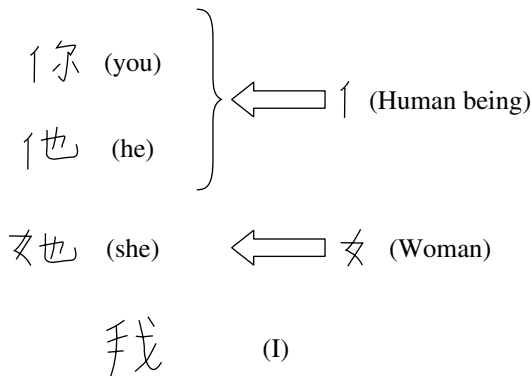 你 (you)
亻 (Human being)
他 (he)
她 (she)
女 (Woman)
我 (I)